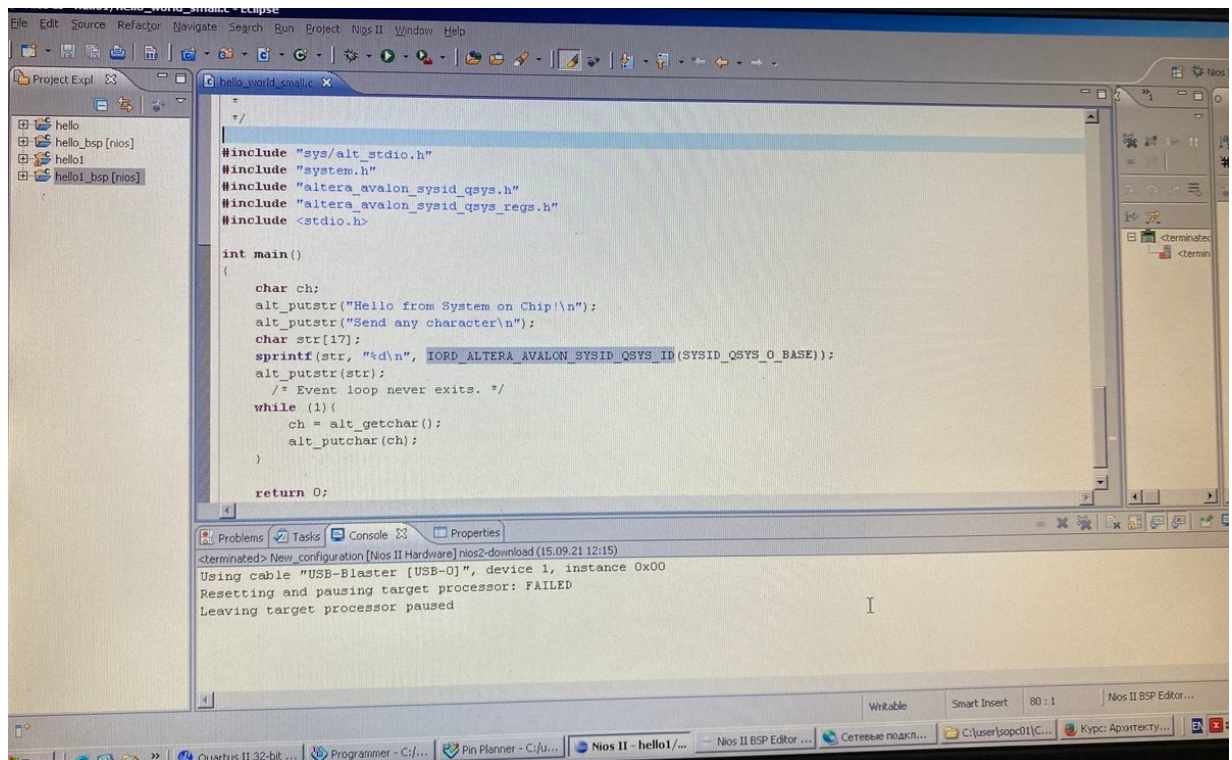 hello1/hello_world_small.c - Eclipse
File Edit Source Refactor Navigate Search Run Project Nios II Window Help
Project Expl
hello_world_small.c
Nios
hello
hello_bsp [nios]
hello1
hello1_bsp [nios]
*
*/
#include "sys/alt_stdio.h"
#include "system.h"
#include "altera_avalon_sysid_qsys.h"
#include "altera_avalon_sysid_qsys_regs.h"
#include <stdio.h>
int main()
{
char ch;
alt_putstr("Hello from System on Chip!\n");
alt_putstr("Send any character\n");
char str[17];
sprintf(str, "%d\n", IORD_ALTERA_AVALON_SYSID_QSYS_ID(SYSID_QSYS_0_BASE));
alt_putstr(str);
/* Event loop never exits. */
while (1){
ch = alt_getchar();
alt_putchar(ch);
}
return 0;
<terminated
<termin
Problems Tasks Console Properties
<terminated> New_configuration [Nios II Hardware] nios2-download (15.09.21 12:15)
Using cable "USB-Blaster [USB-0]", device 1, instance 0x00
Resetting and pausing target processor: FAILED
Leaving target processor paused
Writable Smart Insert 80 : 1 Nios II BSP Editor...
Quartus II 32-bit ... Programmer - C:/... Pin Planner - C:/u... Nios II - hello1/... Nios II BSP Editor ... Сетевые подкл... C:\user\sopc01\C... Курс: Архитекту... EN